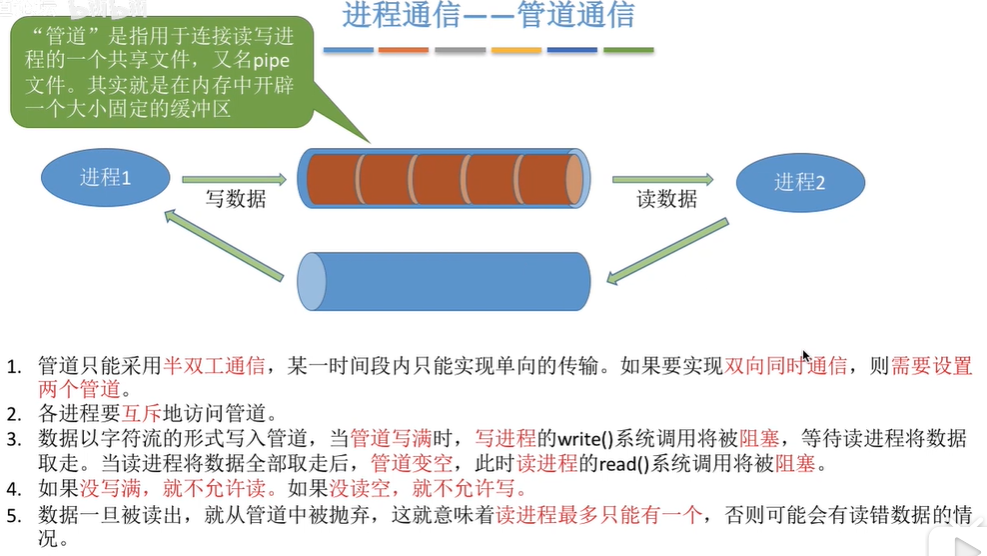 进程通信——管道通信
“管道”是指用于连接读写进
程的一个共享文件，又名pipe
文件。其实就是在内存中开辟
一个大小固定的缓冲区
进程1
写数据
读数据
进程2
1. 管道只能采用半双工通信，某一时间段内只能实现单向的传输。如果要实现双向同时通信，则需要设置
两个管道。
2. 各进程要互斥地访问管道。
3. 数据以字符流的形式写入管道，当管道写满时，写进程的write()系统调用将被阻塞，等待读进程将数据
取走。当读进程将数据全部取走后，管道变空，此时读进程的read()系统调用将被阻塞。
4. 如果没写满，就不允许读。如果没读空，就不允许写。
5. 数据一旦被读出，就从管道中被抛弃，这就意味着读进程最多只能有一个，否则可能会有读错数据的情
况。